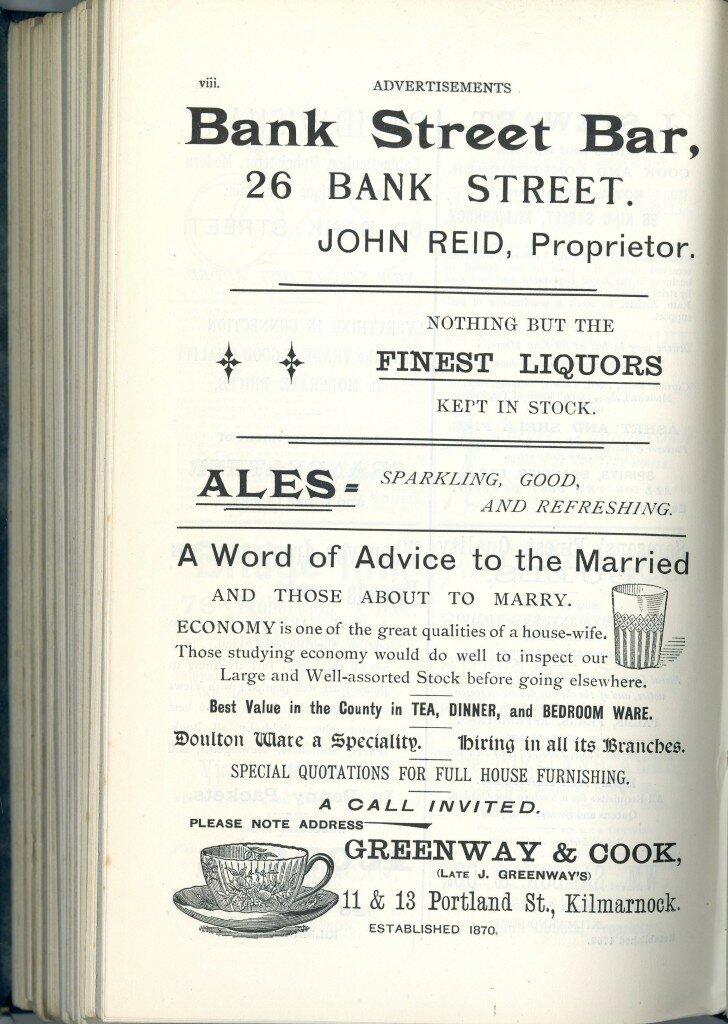 viii. ADVERTISEMENTS
Bank Street Bar,
26 BANK STREET.
JOHN REID, Proprietor.
NOTHING BUT THE
FINEST LIQUORS
KEPT IN STOCK.
ALES= SPARKLING, GOOD,
AND REFRESHING.
A Word of Advice to the Married
AND THOSE ABOUT TO MARRY.
ECONOMY is one of the great qualities of a house-wife.
Those studying economy would do well to inspect our
Large and Well-assorted Stock before going elsewhere.
Best Value in the County in TEA, DINNER, and BEDROOM WARE.
Doulton Ware a Speciality. Hiring in all its Branches.
SPECIAL QUOTATIONS FOR FULL HOUSE FURNISHING.
A CALL INVITED.
PLEASE NOTE ADDRESS
GREENWAY & COOK,
(LATE J. GREENWAY'S)
11 & 13 Portland St., Kilmarnock.
ESTABLISHED 1870.